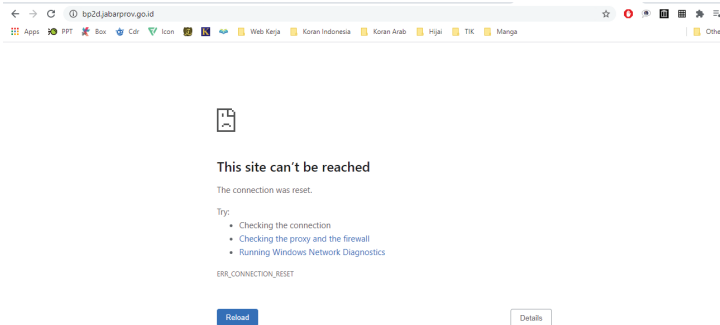 bp2d.jabarprov.go.id
Apps PPT Box Cdr Icon Web Kerja Koran Indonesia Koran Arab Hijai TIK Manga Othe
This site can't be reached
The connection was reset.
Try:
Checking the connection
Checking the proxy and the firewall
Running Windows Network Diagnostics
ERR_CONNECTION_RESET
Reload Details